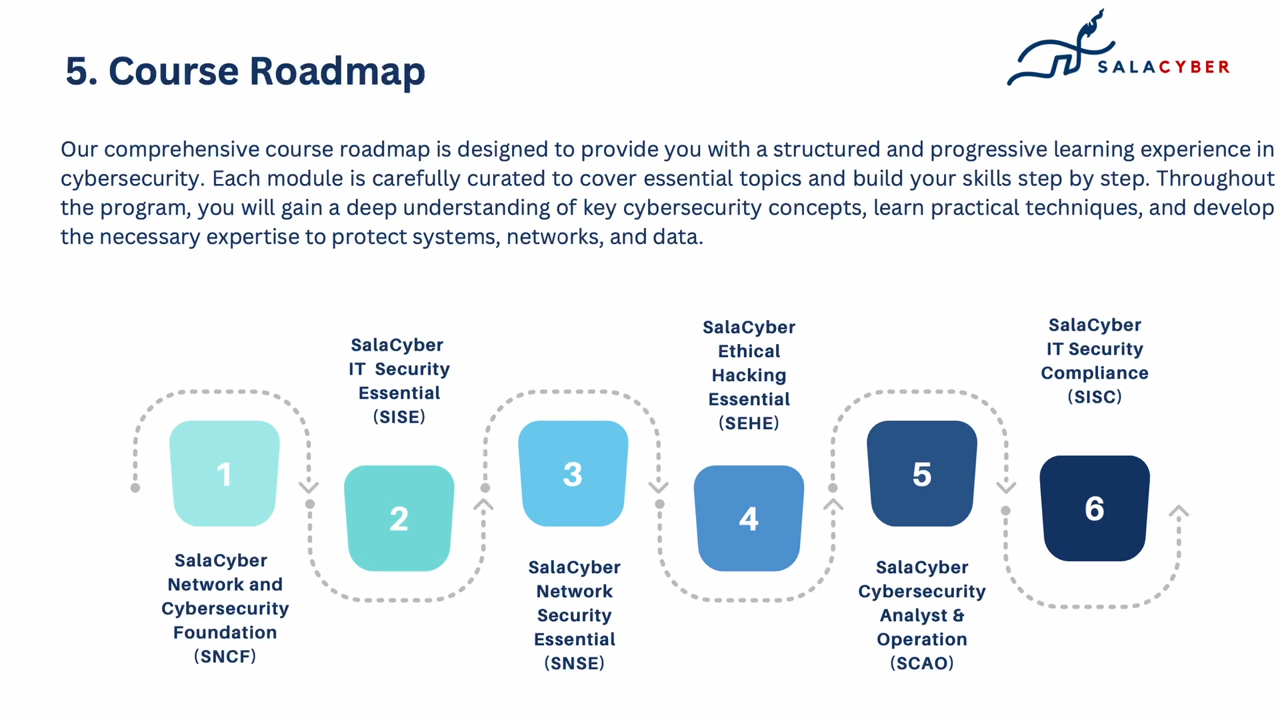 5. Course Roadmap
SALACYBER
Our comprehensive course roadmap is designed to provide you with a structured and progressive learning experience in
cybersecurity. Each module is carefully curated to cover essential topics and build your skills step by step. Throughout
the program, you will gain a deep understanding of key cybersecurity concepts, learn practical techniques, and develop
the necessary expertise to protect systems, networks, and data.
1
SalaCyber
Network and
Cybersecurity
Foundation
(SNCF)
SalaCyber
IT Security
Essential
(SISE)
2
3
SalaCyber
Network
Security
Essential
(SNSE)
SalaCyber
Ethical
Hacking
Essential
(SEHE)
4
5
SalaCyber
Cybersecurity
Analyst &
Operation
(SCAO)
SalaCyber
IT Security
Compliance
(SISC)
6